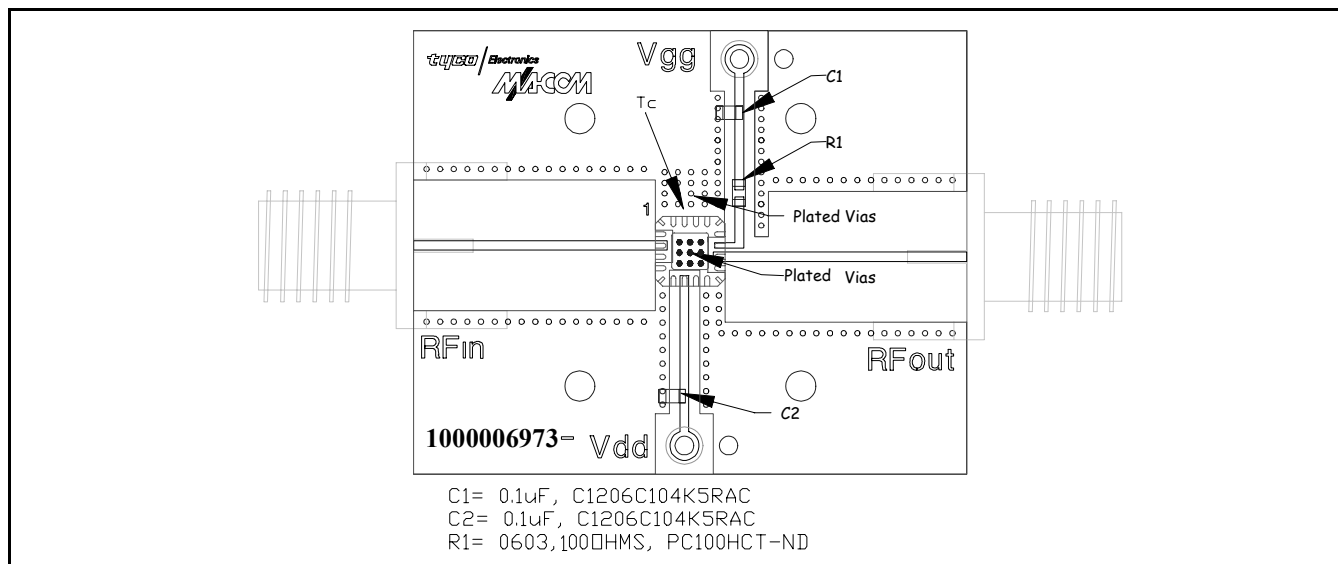 tyco Electronics
MACOM
Vgg
C1
Tc
R1
1
Plated Vias
Plated Vias
RFin
RFout
C2
1000006973-
Vdd
C1= 0.1uF, C1206C104K5RAC
C2= 0.1uF, C1206C104K5RAC
R1= 0603,100OHMS, PC100HCT-ND